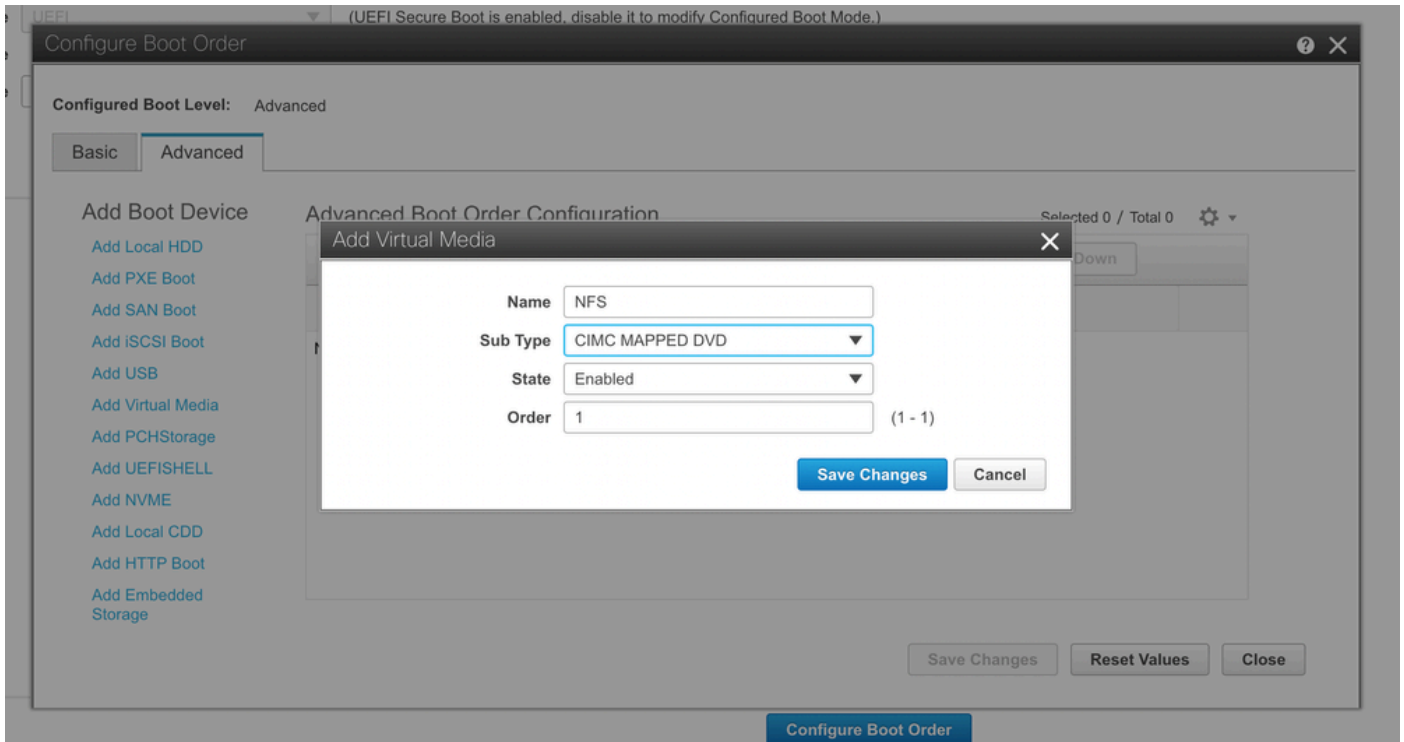 UEFI (UEFI Secure Boot is enabled, disable it to modify Configured Boot Mode.)
Configure Boot Order
Configured Boot Level: Advanced
Basic Advanced
Add Boot Device
Add Local HDD
Add PXE Boot
Add SAN Boot
Add iSCSI Boot
Add USB
Add Virtual Media
Add PCHStorage
Add UEFISHELL
Add NVME
Add Local CDD
Add HTTP Boot
Add Embedded
Storage
Advanced Boot Order Configuration
Selected 0 / Total 0
Down
Add Virtual Media
Name NFS
Sub Type CIMC MAPPED DVD
State Enabled
Order 1 (1 - 1)
Save Changes Cancel
Save Changes Reset Values Close
Configure Boot Order